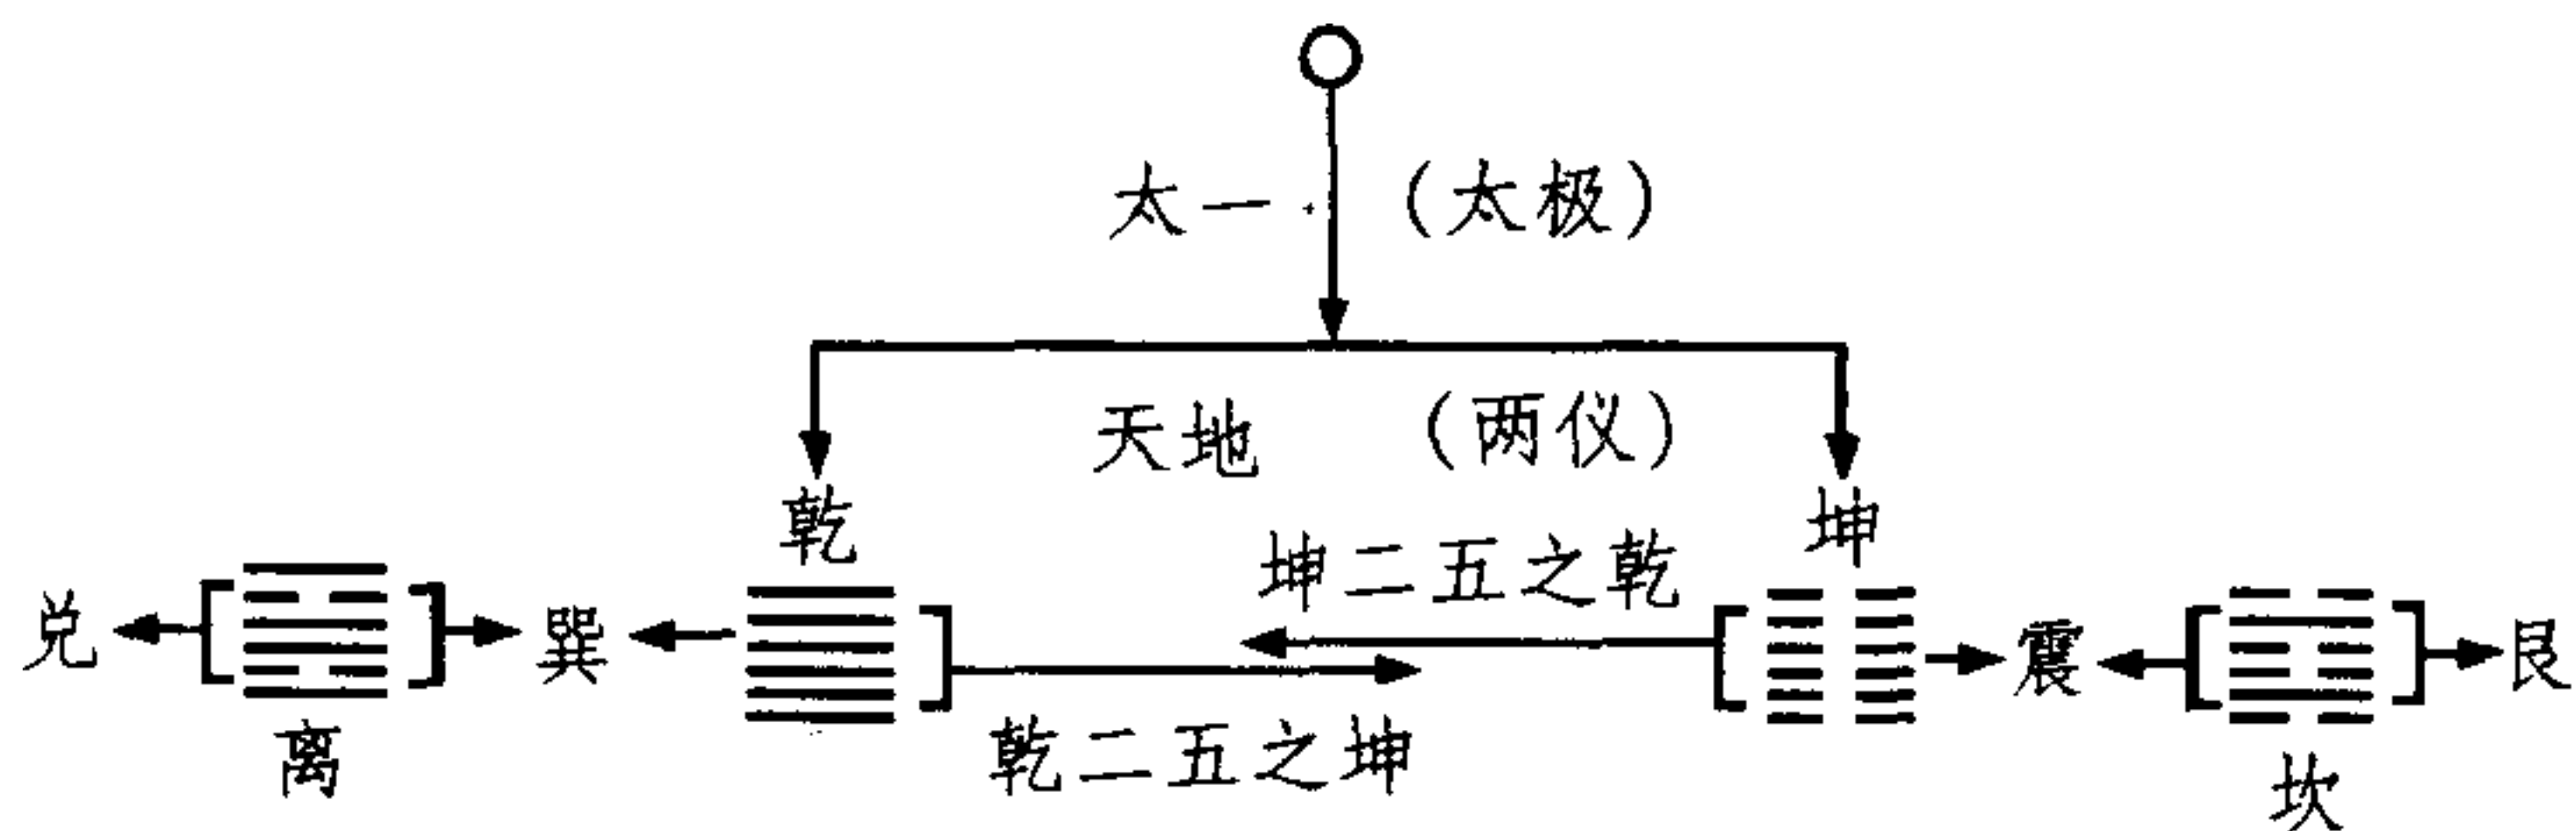 太一 (太极)
天地 (两仪)
乾
坤
坤二五之乾
兑
巽
震
艮
乾二五之坤
离
坎